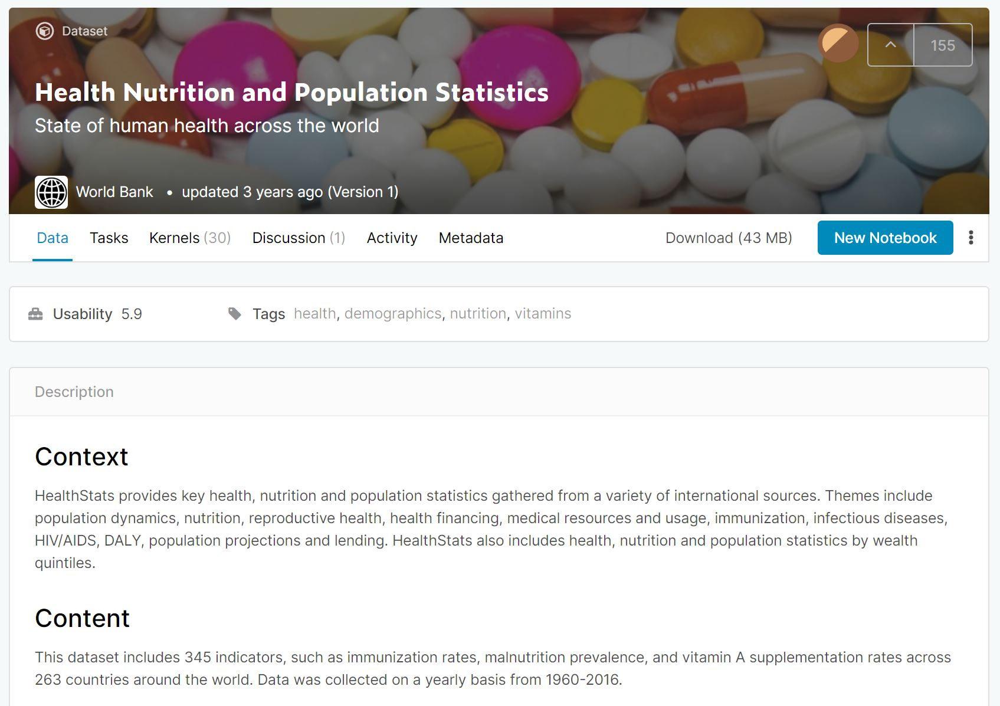 Dataset
155
Health Nutrition and Population Statistics
State of human health across the world
World Bank • updated 3 years ago (Version 1)
Data Tasks Kernels (30) Discussion (1) Activity Metadata Download (43 MB) New Notebook
Usability 5.9 Tags health, demographics, nutrition, vitamins
Description
Context
HealthStats provides key health, nutrition and population statistics gathered from a variety of international sources. Themes include
population dynamics, nutrition, reproductive health, health financing, medical resources and usage, immunization, infectious diseases,
HIV/AIDS, DALY, population projections and lending. HealthStats also includes health, nutrition and population statistics by wealth
quintiles.
Content
This dataset includes 345 indicators, such as immunization rates, malnutrition prevalence, and vitamin A supplementation rates across
263 countries around the world. Data was collected on a yearly basis from 1960-2016.